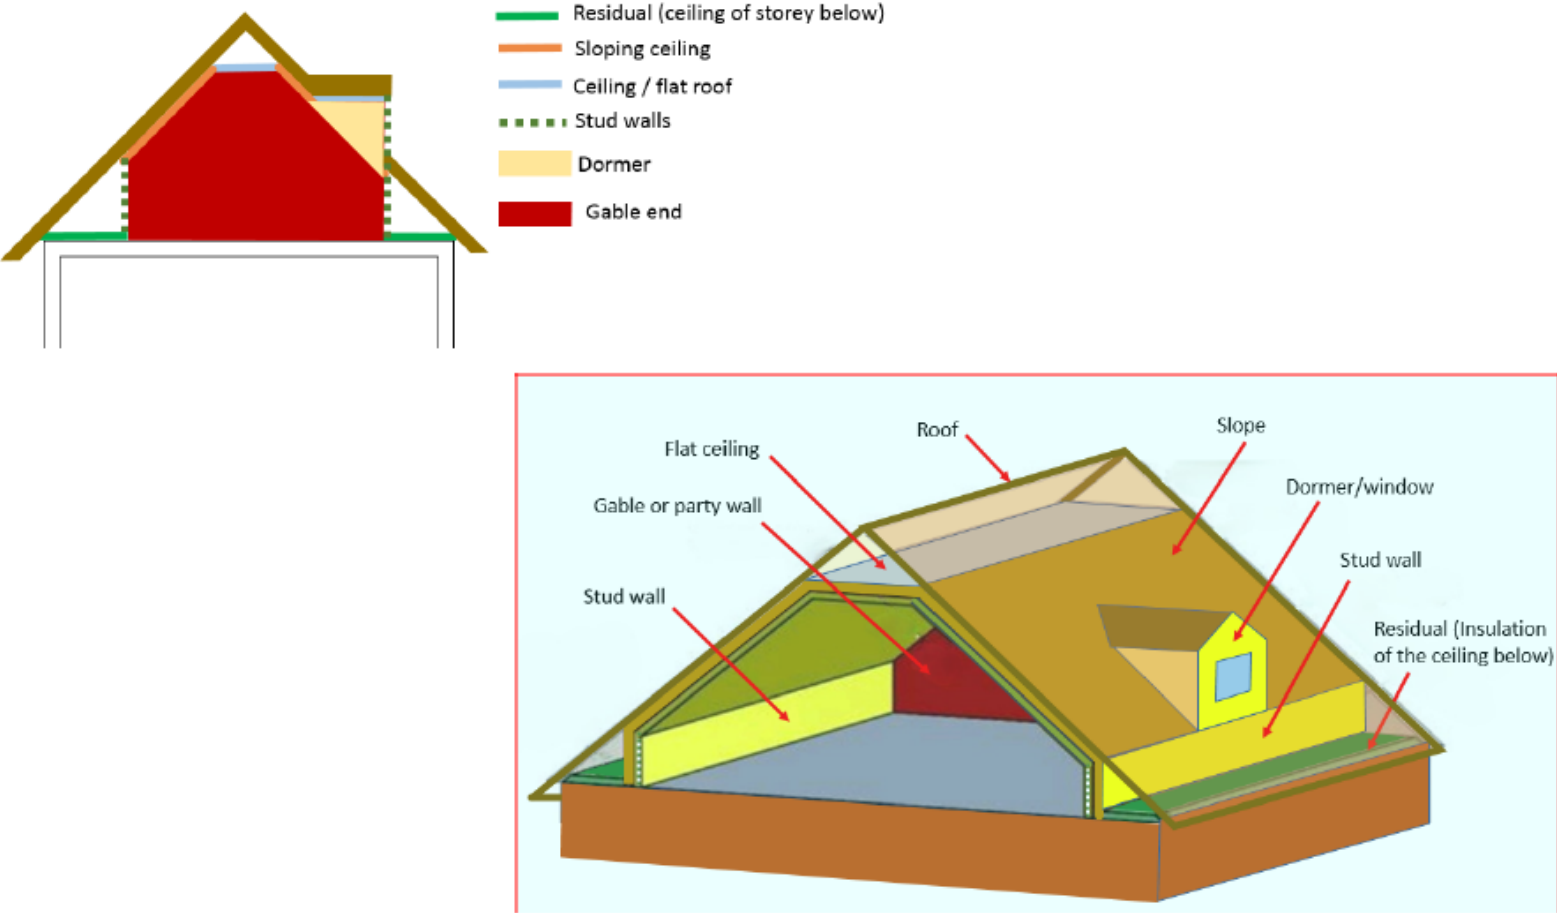 Residual (ceiling of storey below)
Sloping ceiling
Ceiling / flat roof
Stud walls
Dormer
Gable end
Roof
Slope
Flat ceiling
Dormer/window
Gable or party wall
Stud wall
Stud wall
Residual (Insulation
of the ceiling below)